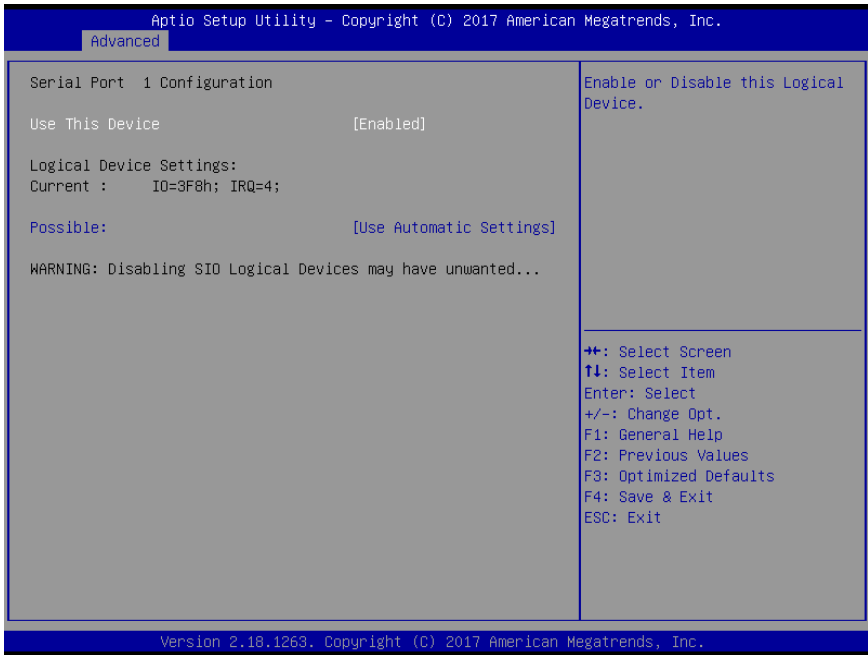 Aptio Setup Utility – Copyright (C) 2017 American Megatrends, Inc.
Advanced
Serial Port 1 Configuration
Use This Device [Enabled]
Logical Device Settings:
Current : IO=3F8h; IRQ=4;
Possible: [Use Automatic Settings]
WARNING: Disabling SIO Logical Devices may have unwanted...
Enable or Disable this Logical
Device.
→←: Select Screen
↑↓: Select Item
Enter: Select
+/-: Change Opt.
F1: General Help
F2: Previous Values
F3: Optimized Defaults
F4: Save & Exit
ESC: Exit
Version 2.18.1263. Copyright (C) 2017 American Megatrends, Inc.